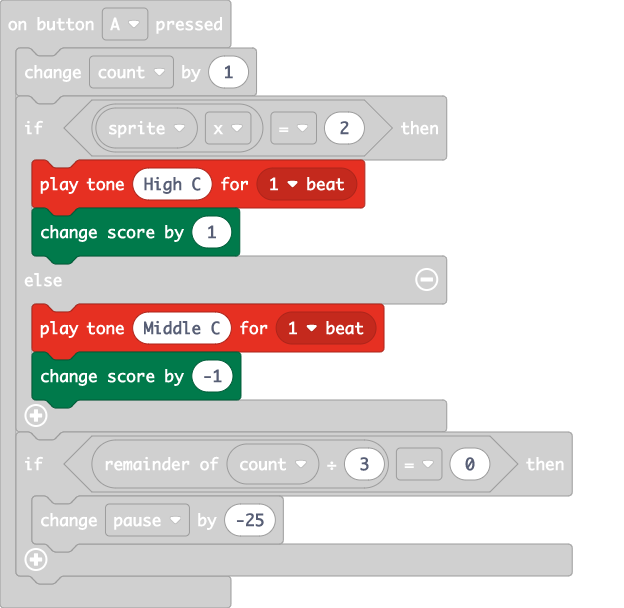 on button A pressed
change count by 1
if sprite x = 2 then
play tone High C for 1 beat
change score by 1
else
play tone Middle C for 1 beat
change score by -1
if remainder of count ÷ 3 = 0 then
change pause by -25